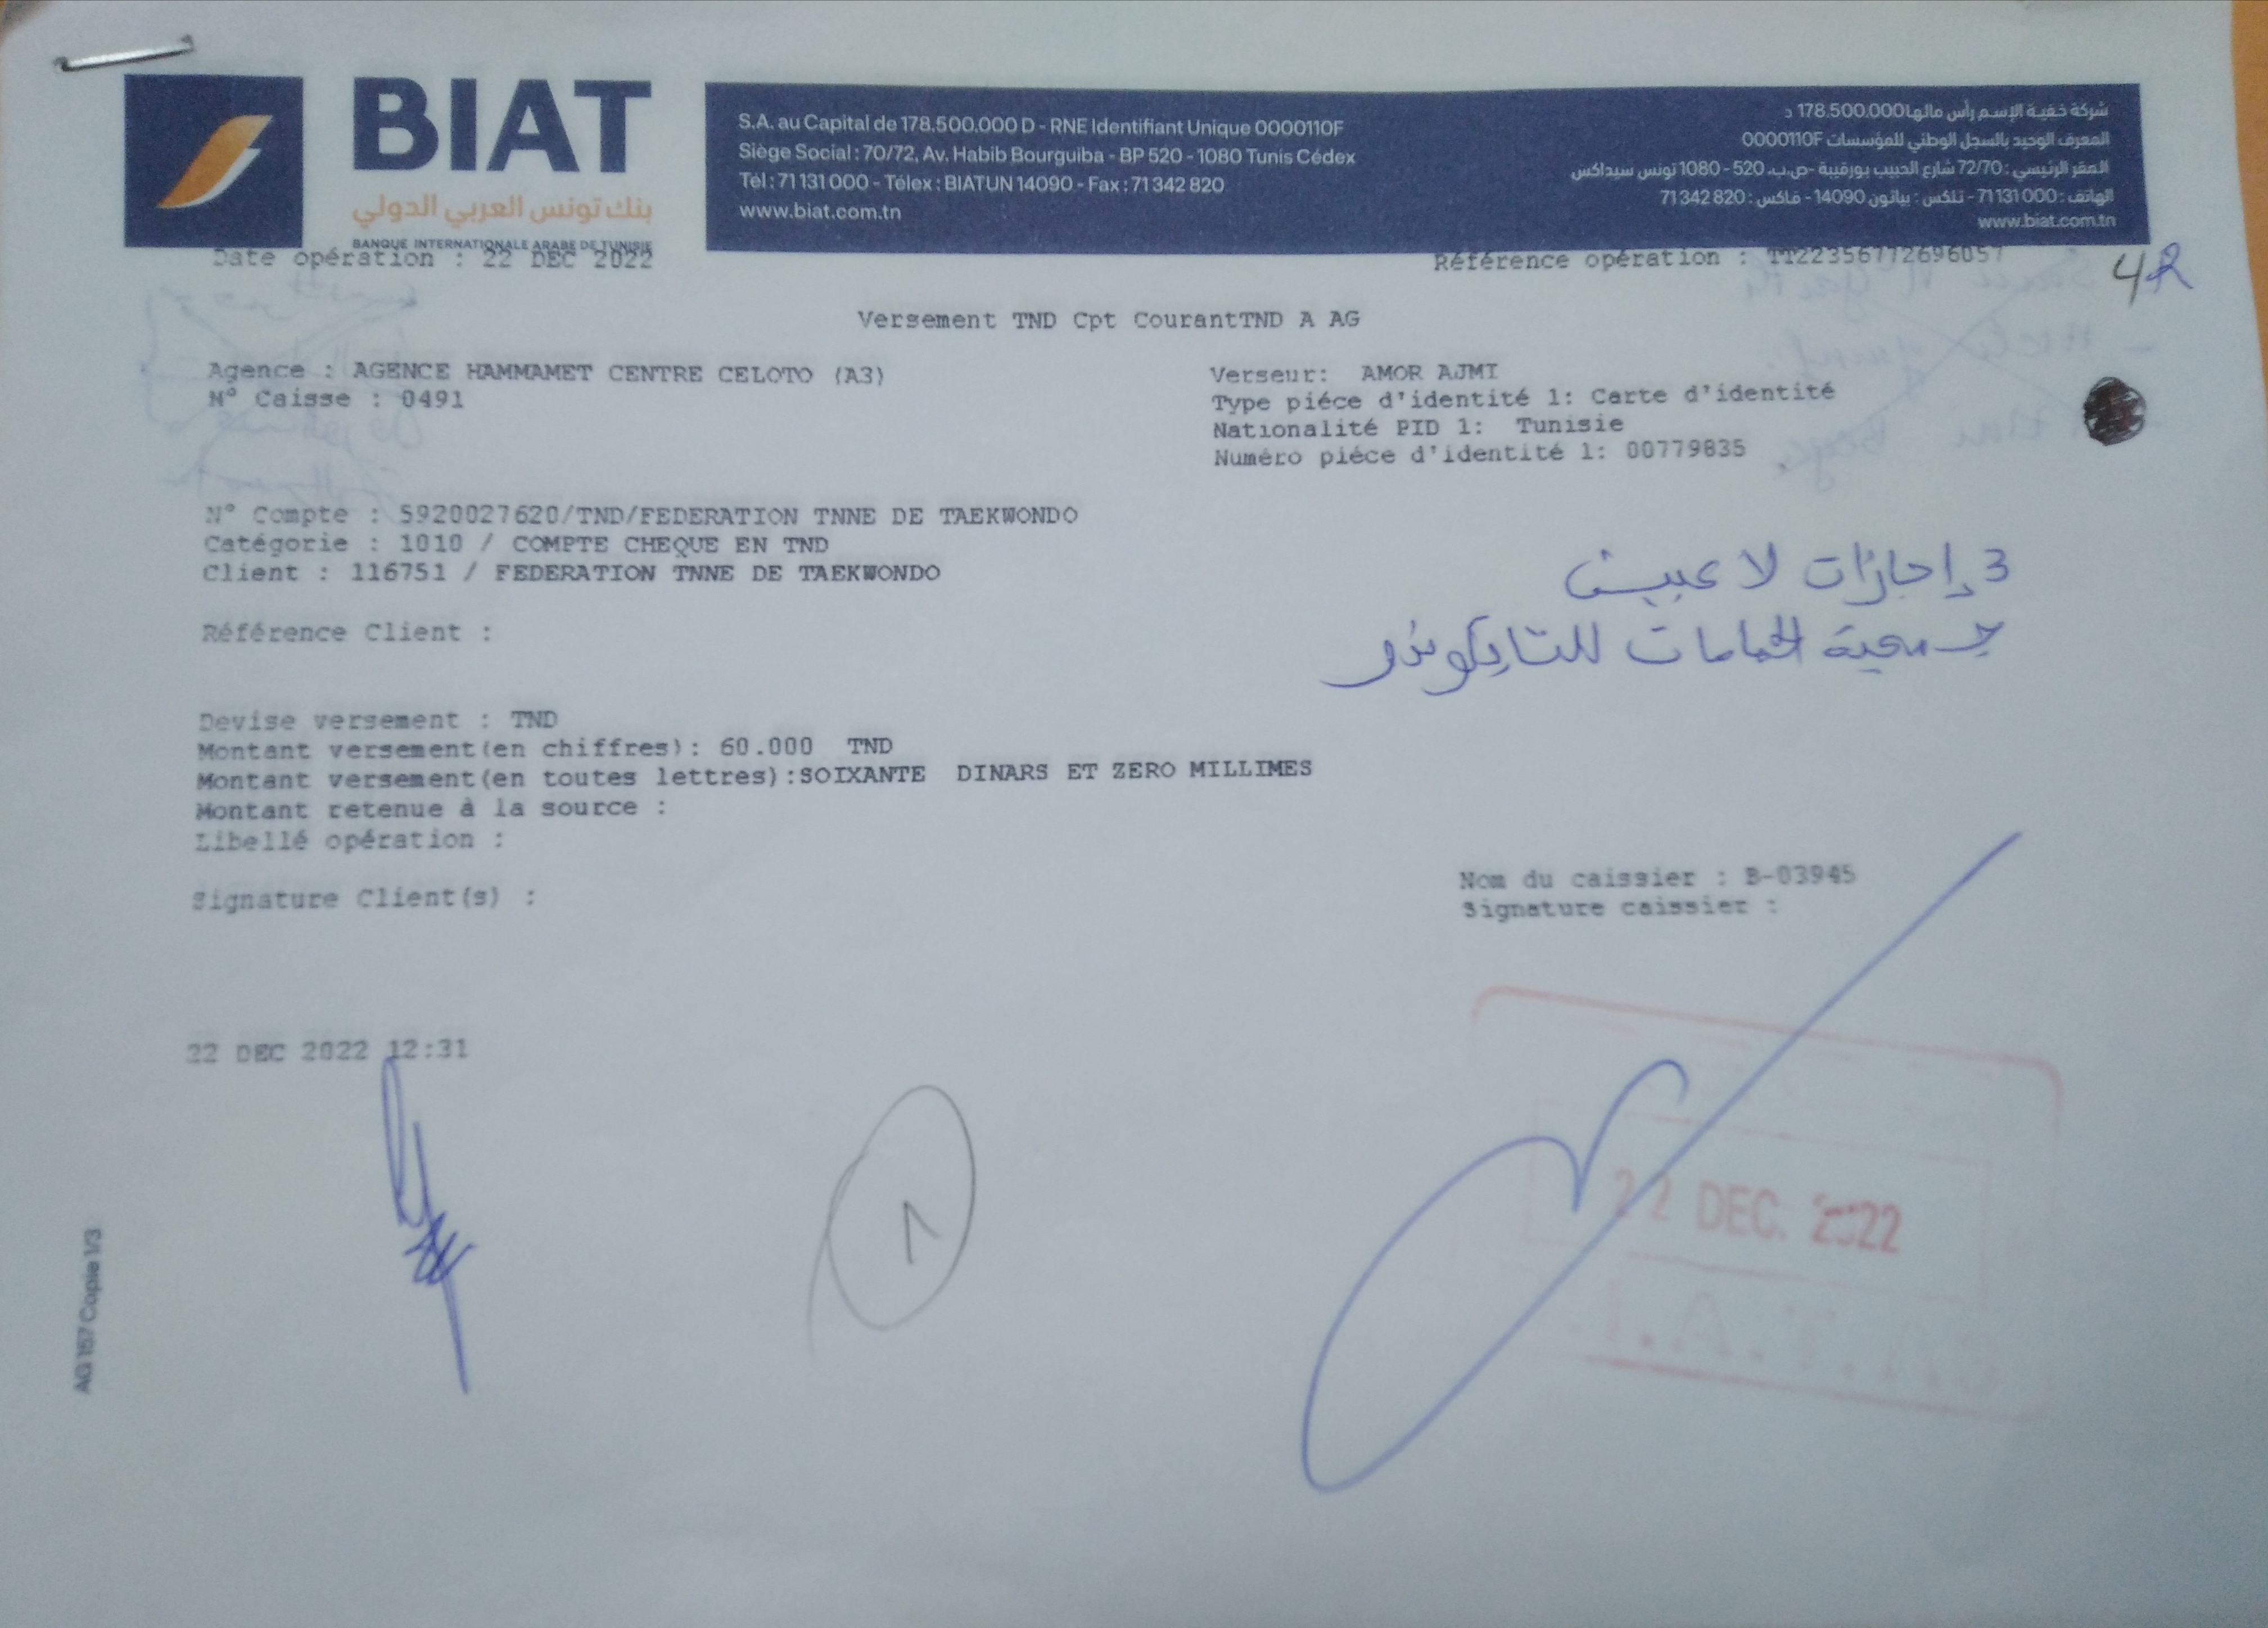 BIAT
بنك تونس العربي الدولي
BANQUE INTERNATIONALE ARABE DE TUNISIE
S.A. au Capital de 178.500.000 D - RNE Identifiant Unique 0000110F
Siège Social : 70/72, Av. Habib Bourguiba - BP 520 - 1080 Tunis Cédex
Tél : 71 131 000 - Télex : BIATUN 14090 - Fax : 71 342 820
www.biat.com.tn
شركة خفية الإسم رأس مالها 178.500.000 د
المعرف الوحيد بالسجل الوطني للمؤسسات 0000110F
المقر الرئيسي : 72/70 شارع الحبيب بورقيبة -ص.ب. 520 - 1080 تونس سيداكس
الهاتف : 71 131 000 - تلكس : بياتون 14090 - فاكس : 71 342 820
www.biat.com.tn
Date opération : 22 DEC 2022
Référence opération : TT22356772696057
Versement TND Cpt CourantTND A AG
Agence : AGENCE HAMMAMET CENTRE CELOTO (A3)
N° Caisse : 0491
Verseur: AMOR AJMI
Type piéce d'identité 1: Carte d'identité
Nationalité PID 1: Tunisie
Numéro piéce d'identité 1: 00779835
N° Compte : 5920027620/TND/FEDERATION TNNE DE TAEKWONDO
Catégorie : 1010 / COMPTE CHEQUE EN TND
Client : 116751 / FEDERATION TNNE DE TAEKWONDO
3 إجازات لاعبين
جمعية الحمامات للتايكوندو
Référence Client :
Devise versement : TND
Montant versement(en chiffres): 60.000 TND
Montant versement(en toutes lettres):SOIXANTE DINARS ET ZERO MILLIMES
Montant retenue à la source :
Libellé opération :
Signature Client(s) :
Nom du caissier : B-03945
Signature caissier :
22 DEC 2022 12:31
1
22 DEC. 2022
AG 157 Copie 1/3